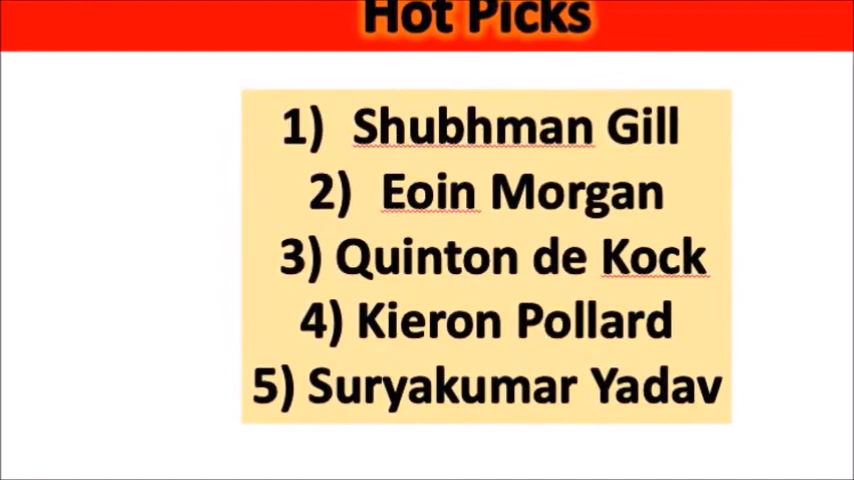 Hot Picks
1) Shubhman Gill
2) Eoin Morgan
3) Quinton de Kock
4) Kieron Pollard
5) Suryakumar Yadav